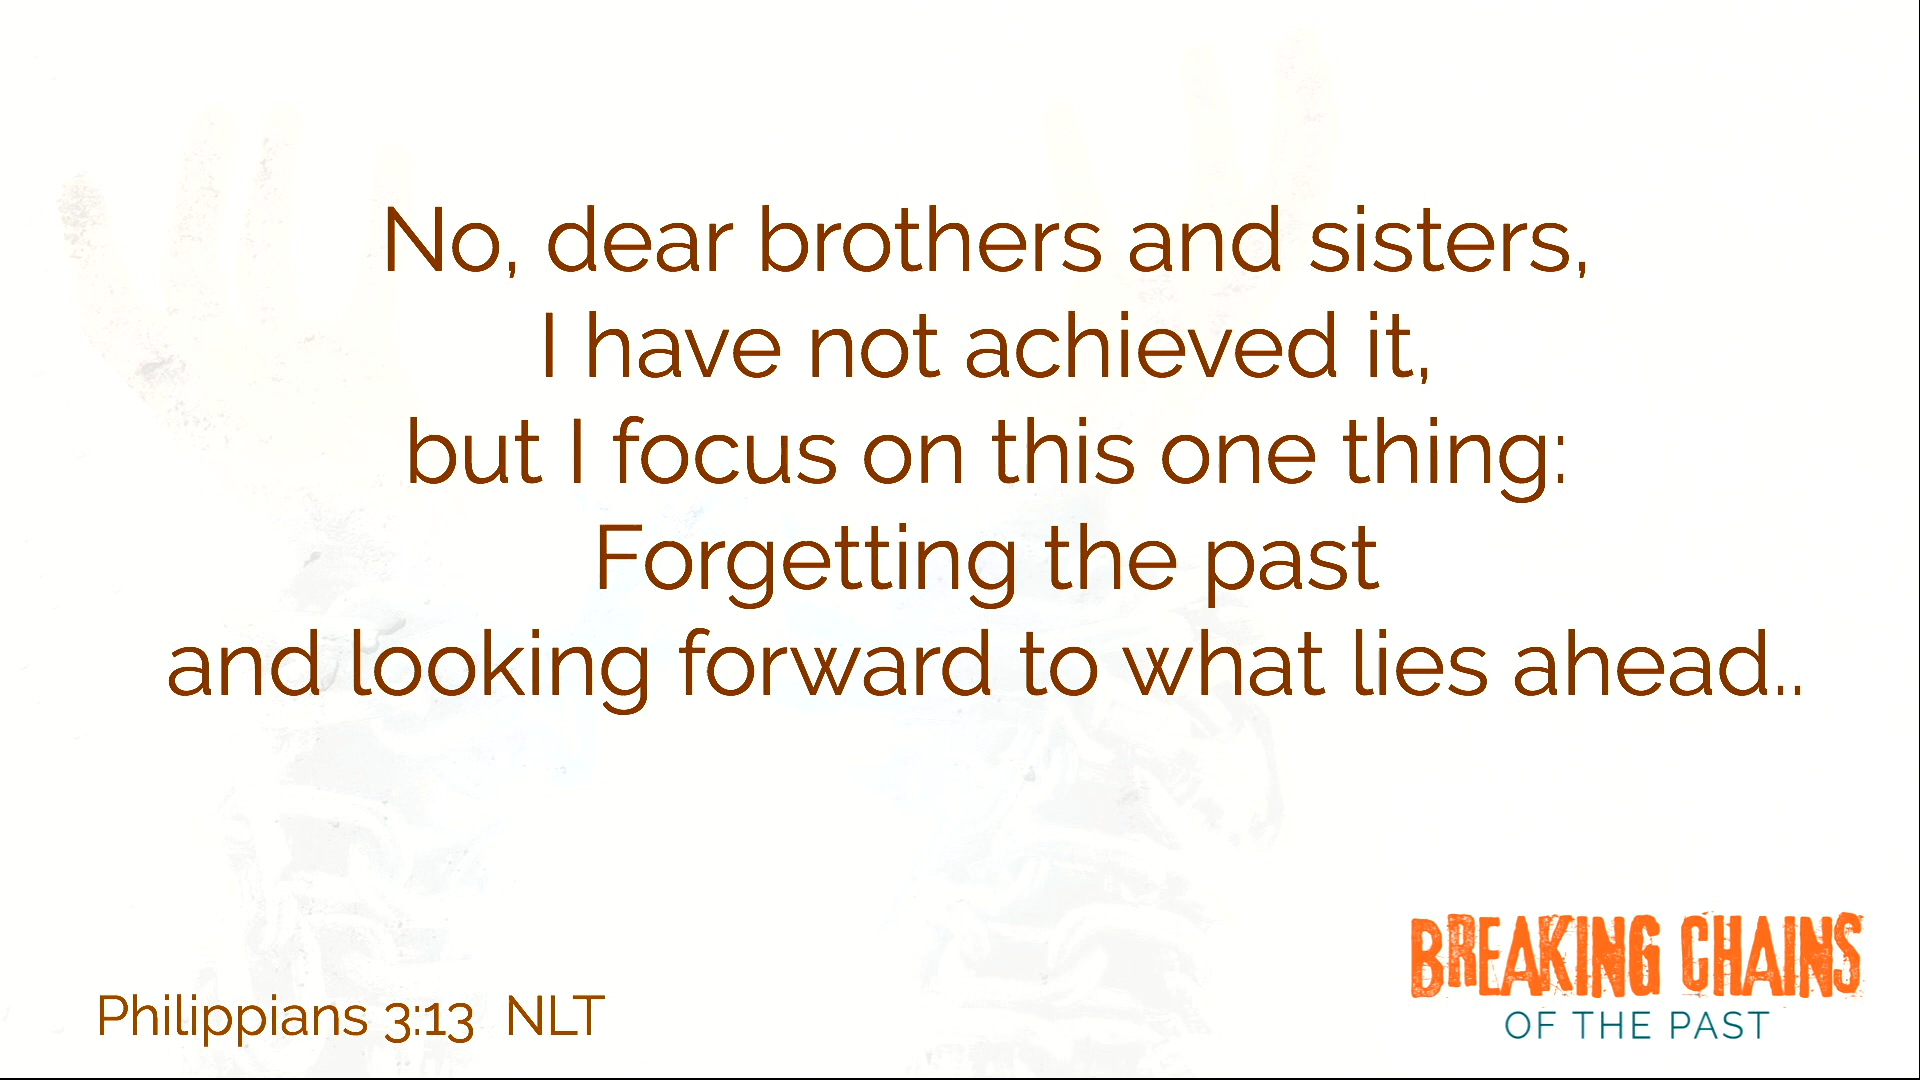 No, dear brothers and sisters,
I have not achieved it,
but I focus on this one thing:
Forgetting the past
and looking forward to what lies ahead..
Philippians 3:13  NLT
BREAKING CHAINS
OF THE PAST